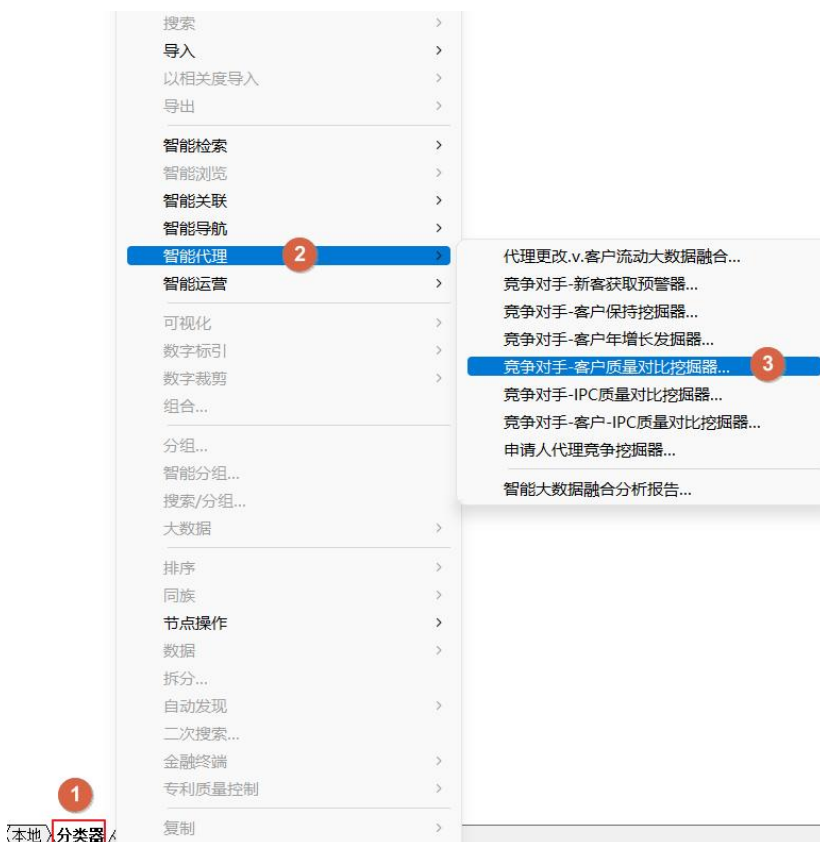 搜索
导入
以相关度导入
导出
智能检索
智能浏览
智能关联
智能导航
智能代理 2
智能运营
可视化
数字标引
数字裁剪
组合...
分组...
智能分组...
搜索/分组...
大数据
排序
同族
节点操作
数据
拆分...
自动发现
二次搜索...
金融终端
专利质量控制
复制
代理更改.v.客户流动大数据融合...
竞争对手-新客获取预警器...
竞争对手-客户保持挖掘器...
竞争对手-客户年增长发掘器...
竞争对手-客户质量对比挖掘器... 3
竞争对手-IPC质量对比挖掘器...
竞争对手-客户-IPC质量对比挖掘器...
申请人代理竞争挖掘器...
智能大数据融合分析报告...
1
本地 分类器